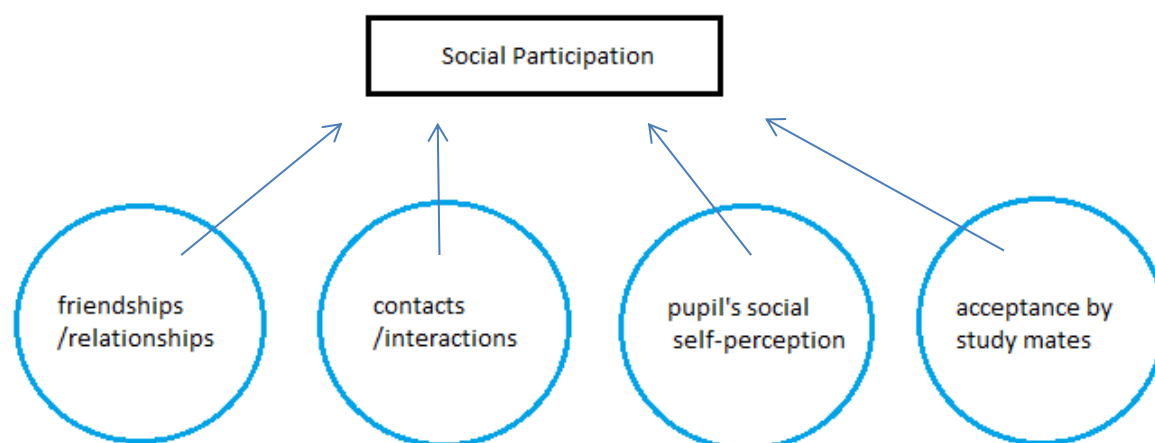 Social Participation
friendships
/relationships
contacts
/interactions
pupil's social
self-perception
acceptance by
study mates